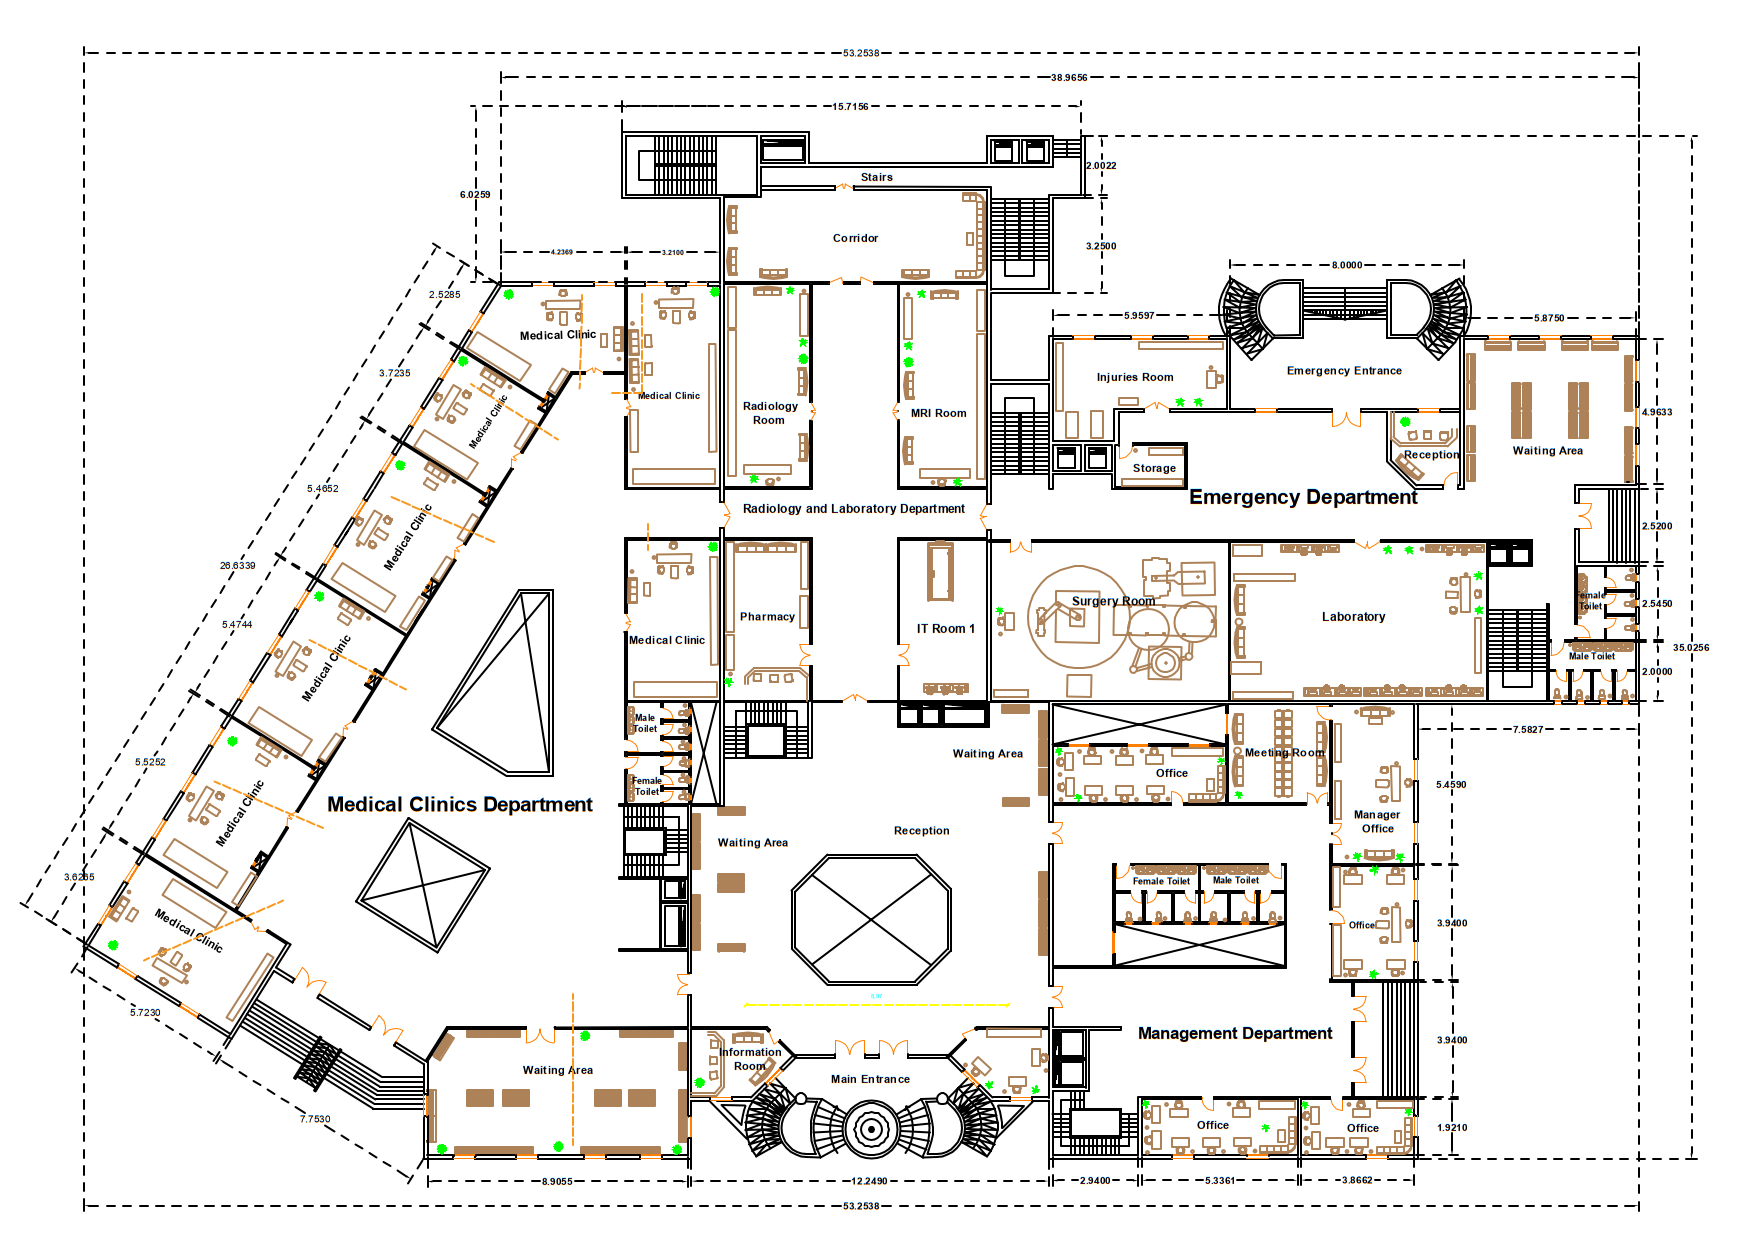 53.2538
38.9656
15.7156
2.0022
Stairs
6.0259
Corridor
3.2500
4.2369
3.2100
8.0000
2.5285
5.9597
5.8750
Medical Clinic
3.7235
Injuries Room
Emergency Entrance
Medical Clinic
Medical Clinic
Radiology
Room
MRI Room
4.9633
Reception
Waiting Area
Storage
5.4652
Emergency Department
Radiology and Laboratory Department
Medical Clinic
2.5200
26.6339
Surgery Room
Female
Toilet
2.5450
5.4744
Pharmacy
IT Room 1
Laboratory
Medical Clinic
Medical Clinic
Male Toilet
35.0256
2.0000
Male
Toilet
7.5827
Waiting Area
Meeting Room
5.5252
Office
Female
Toilet
5.4590
Medical Clinic
Medical Clinics Department
Manager
Office
Reception
Waiting Area
3.6265
Female Toilet
Male Toilet
Medical Clinic
Office
3.9400
5.7230
Management Department
3.9400
Information
Room
Waiting Area
Main Entrance
7.7530
Office
Office
1.9210
8.9055
12.2490
2.9400
5.3361
3.8662
53.2538